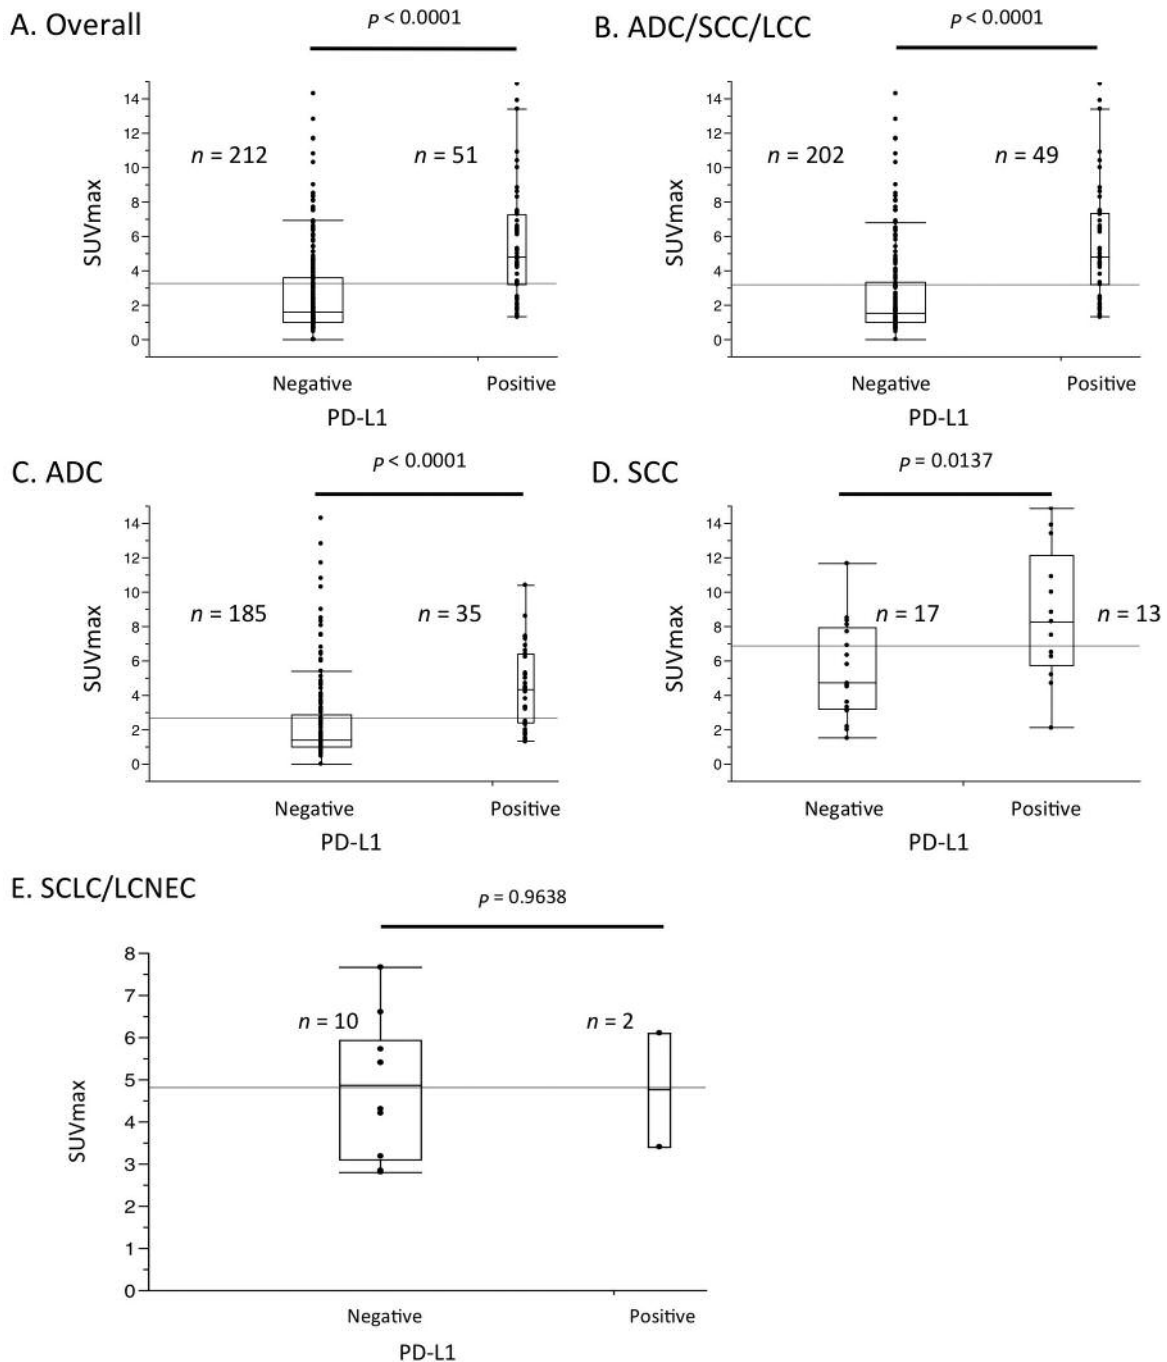 A. Overall
p < 0.0001
SUVmax
14
12
10
8
6
4
2
0
n = 212
n = 51
Negative
Positive
PD-L1
B. ADC/SCC/LCC
p < 0.0001
SUVmax
14
12
10
8
6
4
2
0
n = 202
n = 49
Negative
Positive
PD-L1
C. ADC
p < 0.0001
SUVmax
14
12
10
8
6
4
2
0
n = 185
n = 35
Negative
Positive
PD-L1
D. SCC
p = 0.0137
SUVmax
14
12
10
8
6
4
2
0
n = 17
n = 13
Negative
Positive
PD-L1
E. SCLC/LCNEC
p = 0.9638
SUVmax
8
7
6
5
4
3
2
1
0
n = 10
n = 2
Negative
Positive
PD-L1